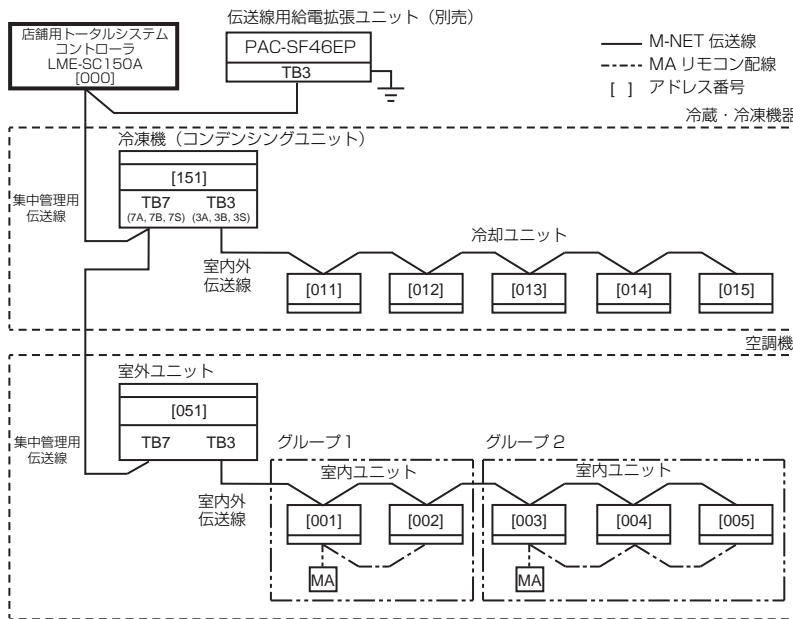 伝送線用給電拡張ユニット（別売）
店舗用トータルシステム
コントローラ
LME-SC150A
[000]
PAC-SF46EP
TB3
M-NET 伝送線
MA リモコン配線
[ ] アドレス番号
冷蔵・冷凍機器
冷凍機（コンデンシングユニット）
[151]
TB7 TB3
(7A, 7B, 7S) (3A, 3B, 3S)
集中管理用
伝送線
室内外
伝送線
冷却ユニット
[011] [012] [013] [014] [015]
空調機
室外ユニット
[051]
TB7 TB3
集中管理用
伝送線
室内外
伝送線
グループ1
室内ユニット
[001] [002]
MA
グループ2
室内ユニット
[003] [004] [005]
MA